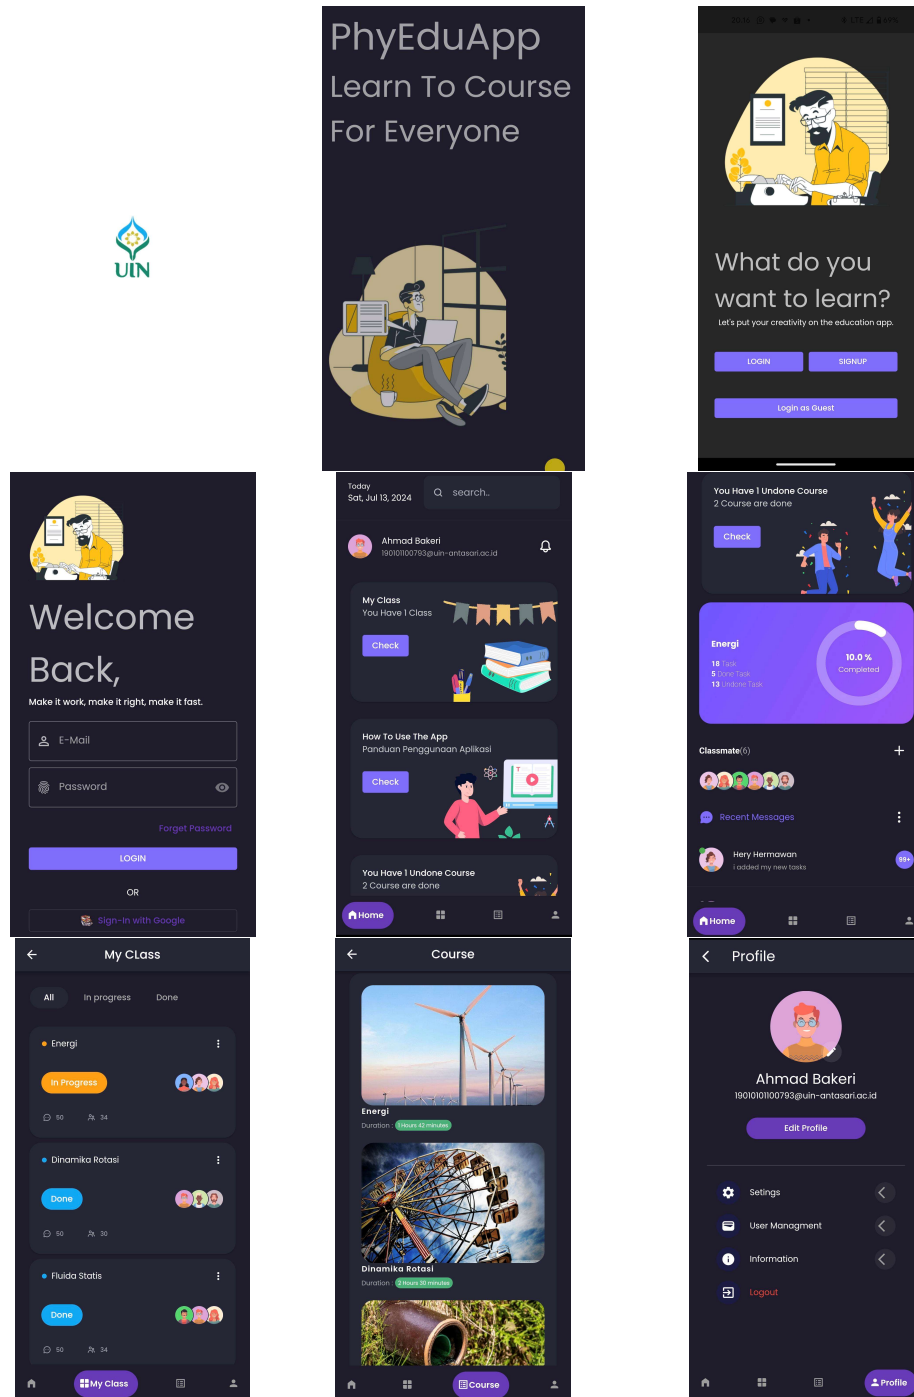 UIN
PhyEduApp
Learn To Course
For Everyone
What do you
want to learn?
Let's put your creativity on the education app.
LOGIN
SIGNUP
Login as Guest
Welcome
Back,
Make it work, make it right, make it fast.
E-Mail
Password
Forget Password
LOGIN
OR
Sign-In with Google
Today
Sat, Jul 13, 2024
search..
Ahmad Bakeri
190101100793@uin-antasari.ac.id
My Class
You Have 1 Class
Check
How To Use The App
Panduan Penggunaan Aplikasi
Check
You Have 1 Undone Course
2 Course are done
Home
You Have 1 Undone Course
2 Course are done
Check
Energi
18 Task
5 Done Task
13 Undone Task
10.0 %
Completed
Classmate(6)
Recent Messages
Hery Hermawan
i added my new tasks
99+
Home
My CLass
All
In progress
Done
Energi
In Progress
50
34
Dinamika Rotasi
Done
50
30
Fluida Statis
Done
50
34
My Class
Course
Energi
Duration : 1 Hours 42 minutes
Dinamika Rotasi
Duration : 2 Hours 30 minutes
Course
Profile
Ahmad Bakeri
190101100793@uin-antasari.ac.id
Edit Profile
Setings
User Managment
Information
Logout
Profile